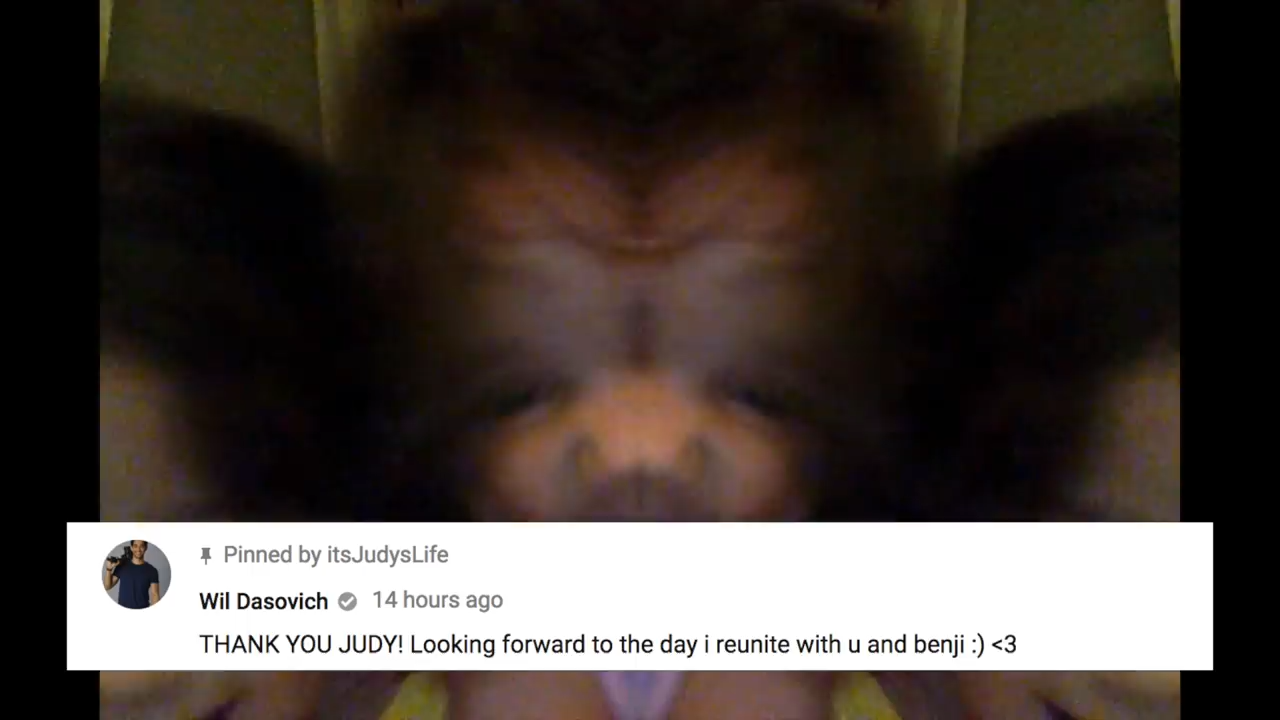 Pinned by itsJudysLife
Wil Dasovich 14 hours ago
THANK YOU JUDY! Looking forward to the day i reunite with u and benji :) <3